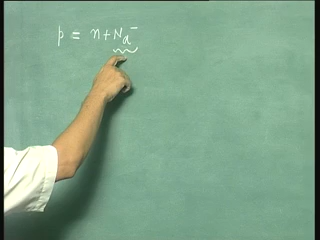 p = n + Nₐ⁻